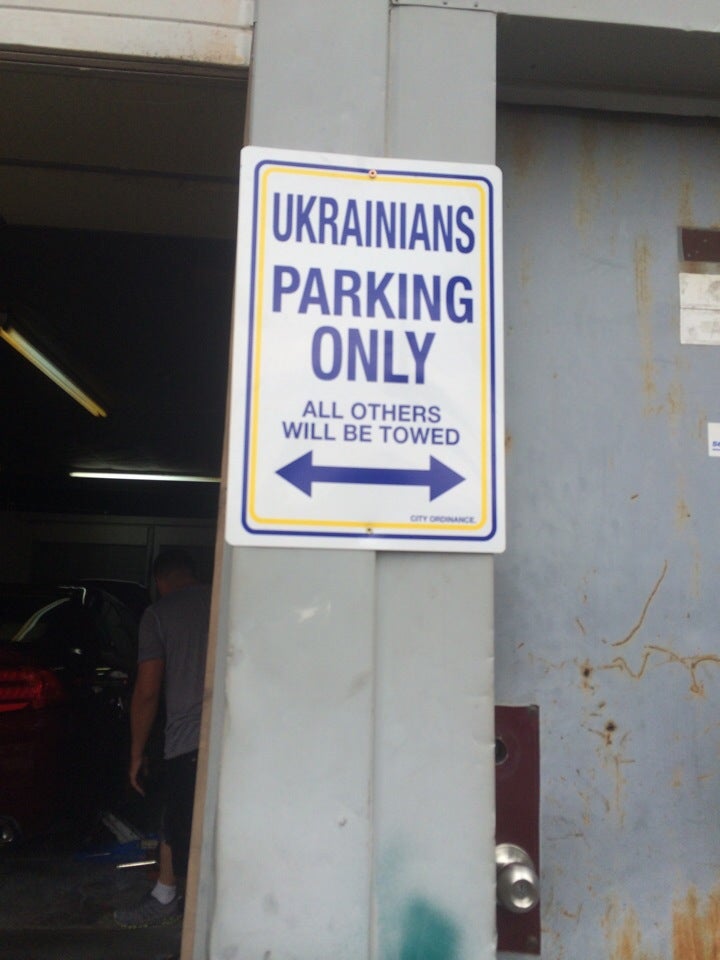 UKRAINIANS
PARKING
ONLY
ALL OTHERS
WILL BE TOWED
CITY ORDINANCE.